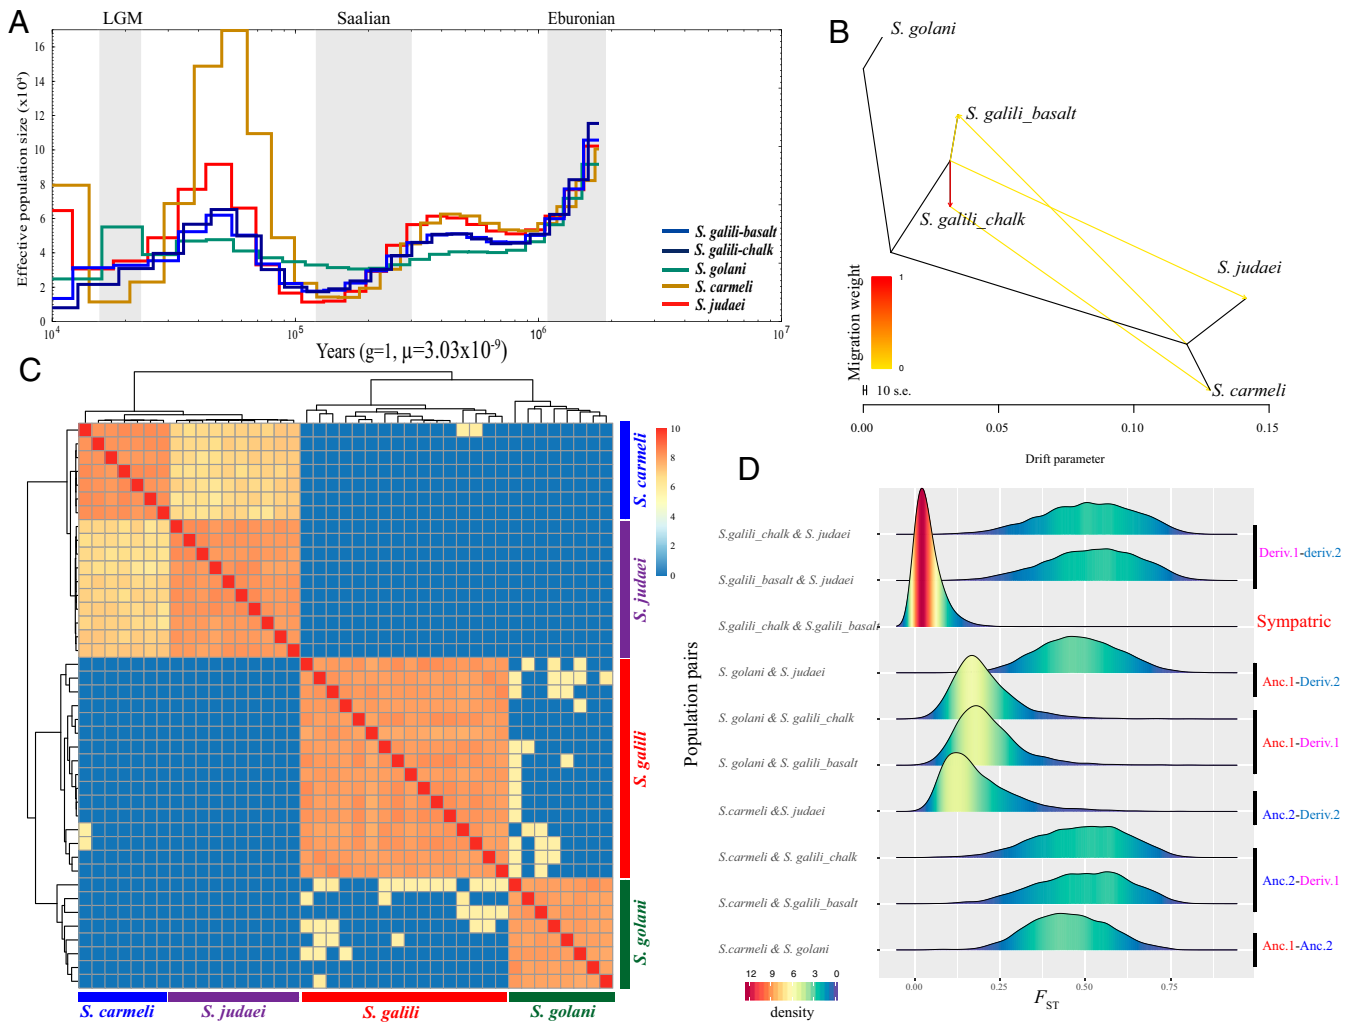 A
LGM
Saalian
Eburonian
Effective population size (x10⁴)
16
14
12
10
8
6
4
2
0
10⁴
10⁵
10⁶
10⁷
Years (g=1, μ=3.03x10⁻⁹)
S. galili-basalt
S. galili-chalk
S. golani
S. carmeli
S. judaei
B
S. golani
S. galili_basalt
S. galili_chalk
S. judaei
S. carmeli
Migration weight
1
0
10 s.e.
0.00
0.05
0.10
0.15
Drift parameter
C
10
8
6
4
2
0
S. carmeli
S. judaei
S. galili
S. golani
S. carmeli
S. judaei
S. galili
S. golani
D
Population pairs
S.galili_chalk & S. judaei
S.galili_basalt & S. judaei
S.galili_chalk & S.galili_basalt
S. golani & S. judaei
S. golani & S. galili_chalk
S. golani & S. galili_basalt
S.carmeli &S. judaei
S.carmeli & S. galili_chalk
S.carmeli & S.galili_basalt
S.carmeli & S. golani
Deriv.1-deriv.2
Sympatric
Anc.1-Deriv.2
Anc.1-Deriv.1
Anc.2-Deriv.2
Anc.2-Deriv.1
Anc.1-Anc.2
12 9 6 3 0
density
0.00
0.25
0.50
0.75
F_ST